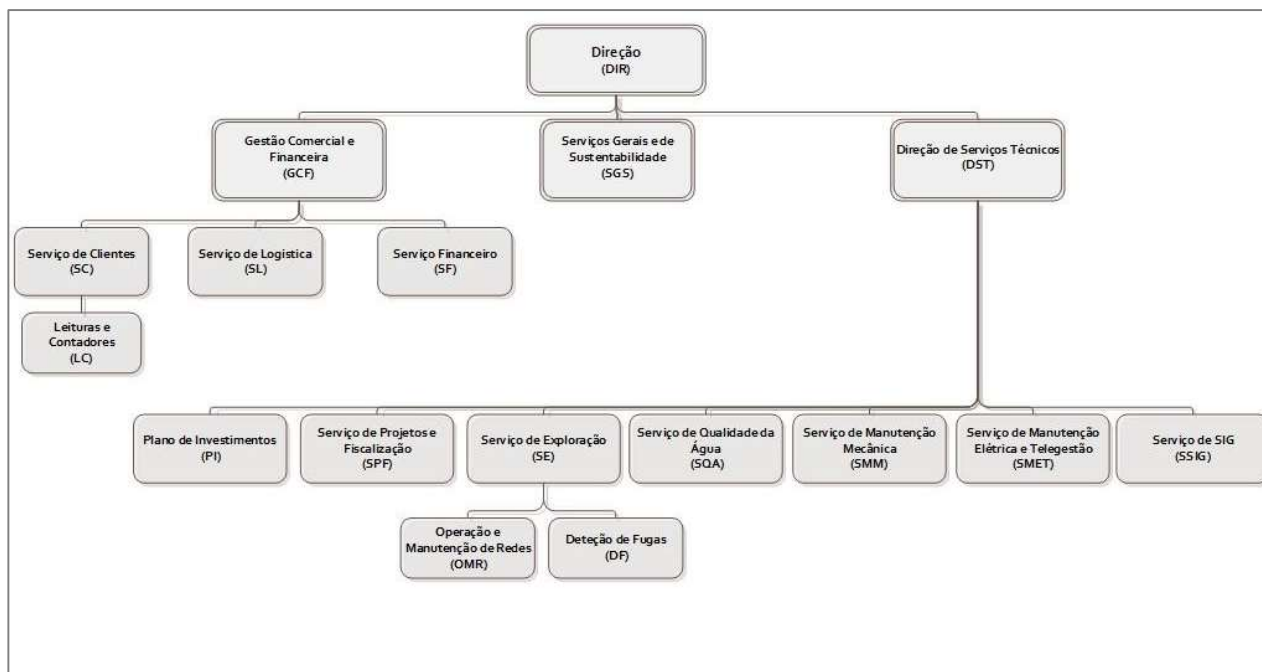 Direção
(DIR)
Gestão Comercial e
Financeira
(GCF)
Serviços Gerais e de
Sustentabilidade
(SGS)
Direção de Serviços Técnicos
(DST)
Serviço de Clientes
(SC)
Serviço de Logistica
(SL)
Serviço Financeiro
(SF)
Leituras e
Contadores
(LC)
Plano de Investimentos
(PI)
Serviço de Projetos e
Fiscalização
(SPF)
Serviço de Exploração
(SE)
Serviço de Qualidade da
Água
(SQA)
Serviço de Manutenção
Mecânica
(SMM)
Serviço de Manutenção
Elétrica e Telegestão
(SMET)
Serviço de SIG
(SSIG)
Operação e
Manutenção de Redes
(OMR)
Deteção de Fugas
(DF)